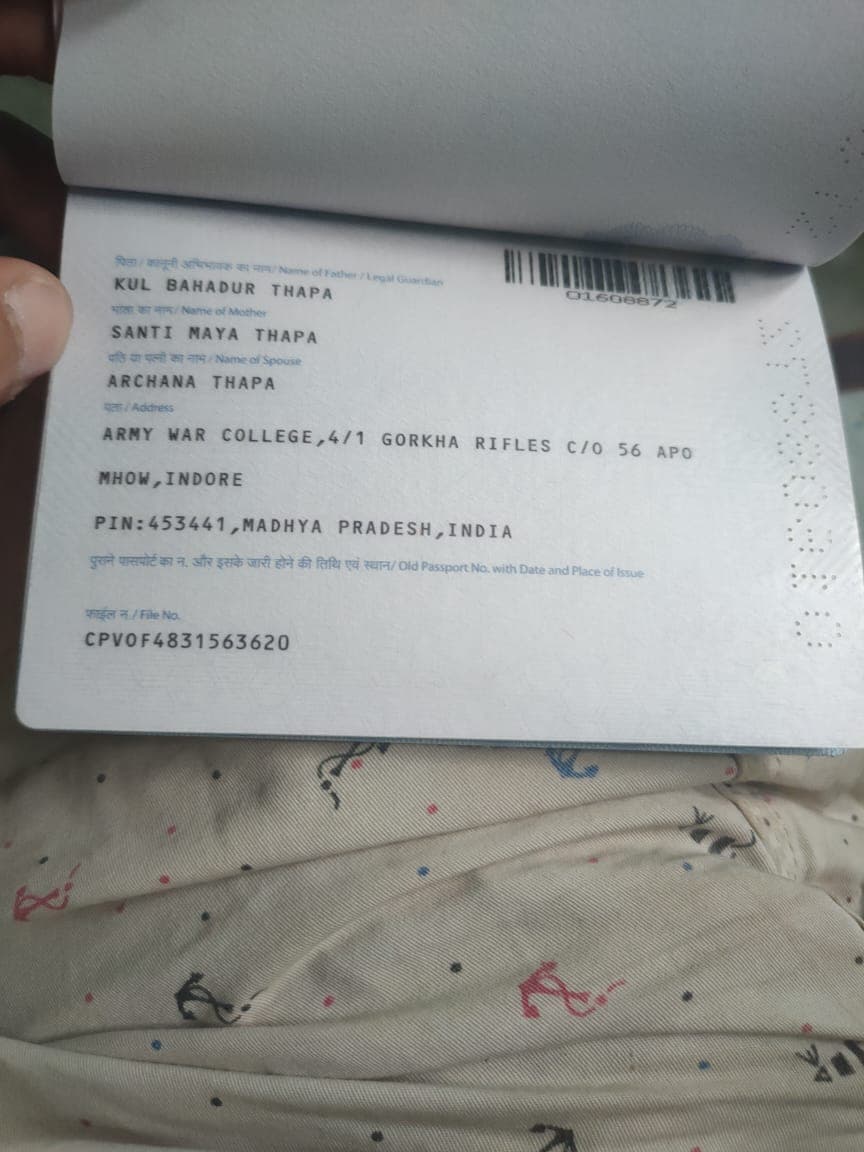 पिता / कानूनी अभिभावक का नाम / Name of Father / Legal Guardian
KUL BAHADUR THAPA
01608872
माता का नाम / Name of Mother
SANTI MAYA THAPA
पति या पत्नी का नाम / Name of Spouse
ARCHANA THAPA
पता / Address
ARMY WAR COLLEGE,4/1 GORKHA RIFLES C/O 56 APO
MHOW,INDORE
PIN:453441,MADHYA PRADESH,INDIA
पुराने पासपोर्ट का न. और इसके जारी होने की तिथि एवं स्थान/ Old Passport No. with Date and Place of Issue
फाईल न./ File No.
CPVOF4831563620